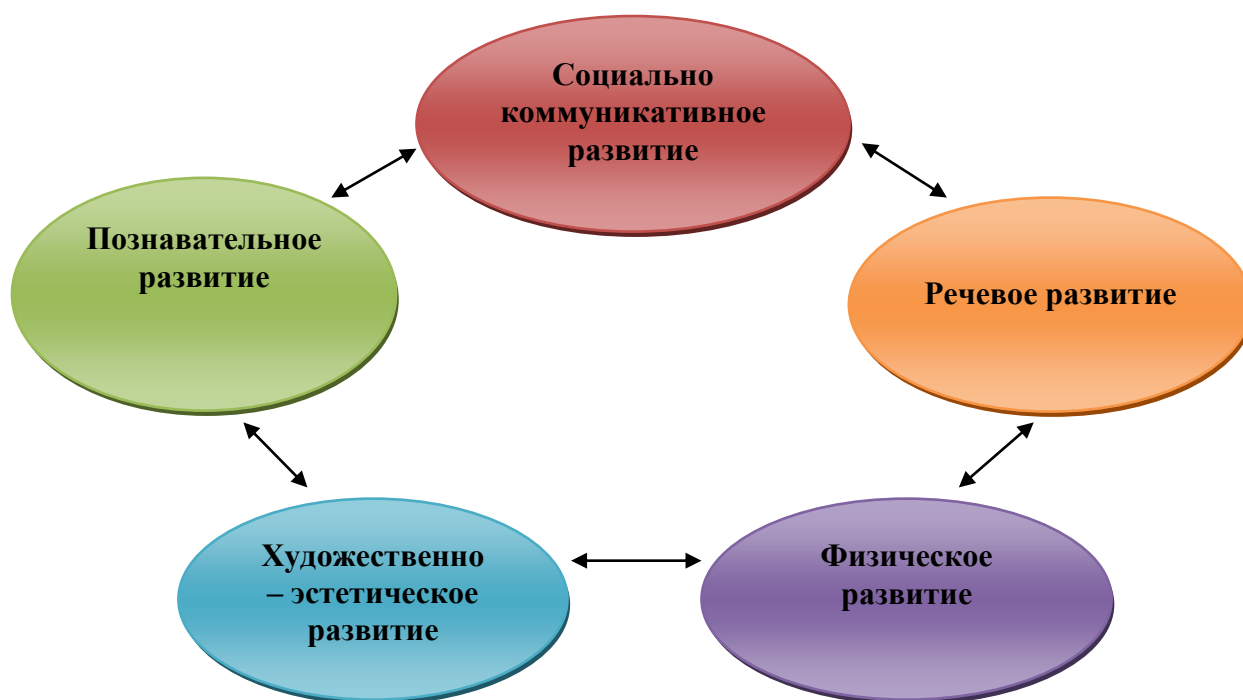 Социально
коммуникативное
развитие
Познавательное
развитие
Речевое развитие
Художественно
– эстетическое
развитие
Физическое
развитие